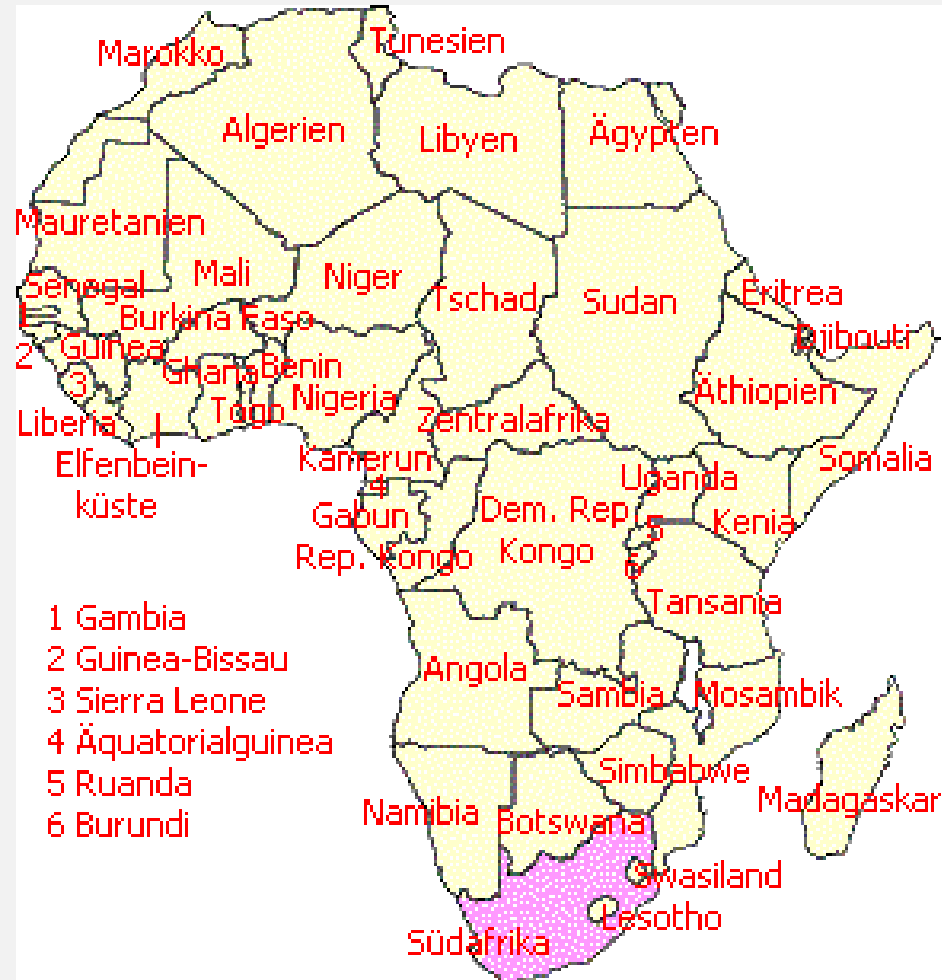 Marokko
Tunesien
Algerien
Libyen
Ägypten
Mauretanien
Mali
Niger
Tschad
Sudan
Eritrea
Senegal
1
Burkina Faso
Djibouti
2
Guinea
Ghana
Benin
3
Togo
Nigeria
Zentralafrika
Äthiopien
Liberia
Elfenbein-
küste
Kamerun
4
Somalia
Uganda
Gabun
Dem. Rep
Kongo
5
Kenia
Rep. Kongo
6
Tansania
1 Gambia
2 Guinea-Bissau
3 Sierra Leone
4 Äquatorialguinea
5 Ruanda
6 Burundi
Angola
Sambia
Mosambik
Simbabwe
Madagaskar
Namibia
Botswana
Swasiland
Lesotho
Südafrika